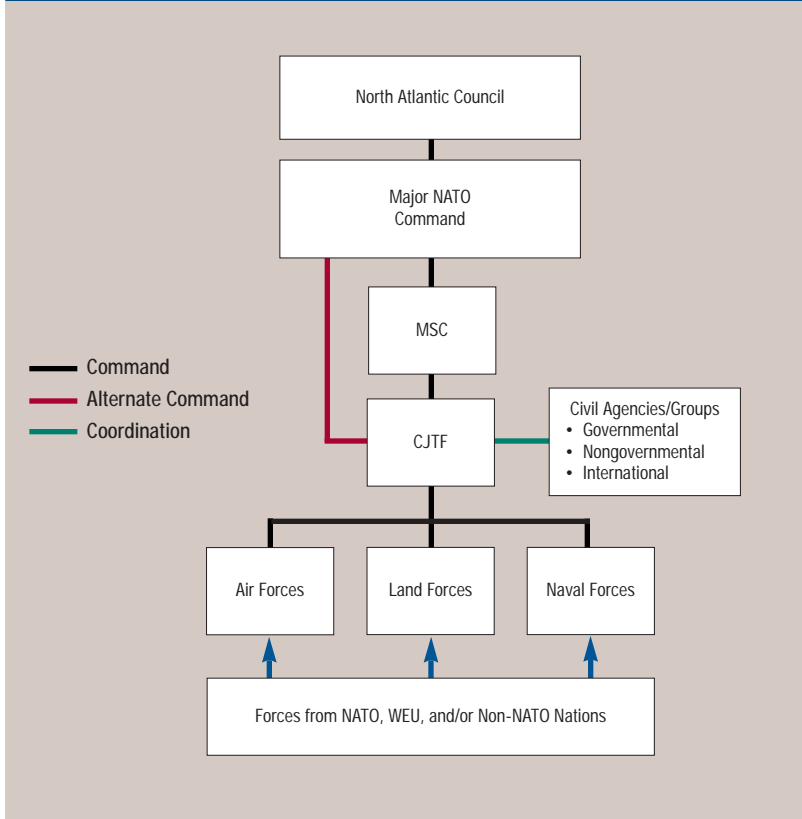 North Atlantic Council
Major NATO
Command
MSC
Command
Alternate Command
Coordination
CJTF
Civil Agencies/Groups
• Governmental
• Nongovernmental
• International
Air Forces
Land Forces
Naval Forces
Forces from NATO, WEU, and/or Non-NATO Nations